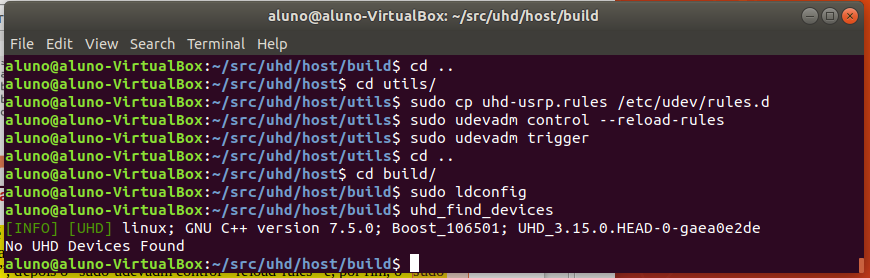 aluno@aluno-VirtualBox: ~/src/uhd/host/build
File Edit View Search Terminal Help
aluno@aluno-VirtualBox:~/src/uhd/host/build$ cd ..
aluno@aluno-VirtualBox:~/src/uhd/host$ cd utils/
aluno@aluno-VirtualBox:~/src/uhd/host/utils$ sudo cp uhd-usrp.rules /etc/udev/rules.d
aluno@aluno-VirtualBox:~/src/uhd/host/utils$ sudo udevadm control --reload-rules
aluno@aluno-VirtualBox:~/src/uhd/host/utils$ sudo udevadm trigger
aluno@aluno-VirtualBox:~/src/uhd/host/utils$ cd ..
aluno@aluno-VirtualBox:~/src/uhd/host$ cd build/
aluno@aluno-VirtualBox:~/src/uhd/host/build$ sudo ldconfig
aluno@aluno-VirtualBox:~/src/uhd/host/build$ uhd_find_devices
[INFO] [UHD] linux; GNU C++ version 7.5.0; Boost_106501; UHD_3.15.0.HEAD-0-gaea0e2de
No UHD Devices Found
aluno@aluno-VirtualBox:~/src/uhd/host/build$